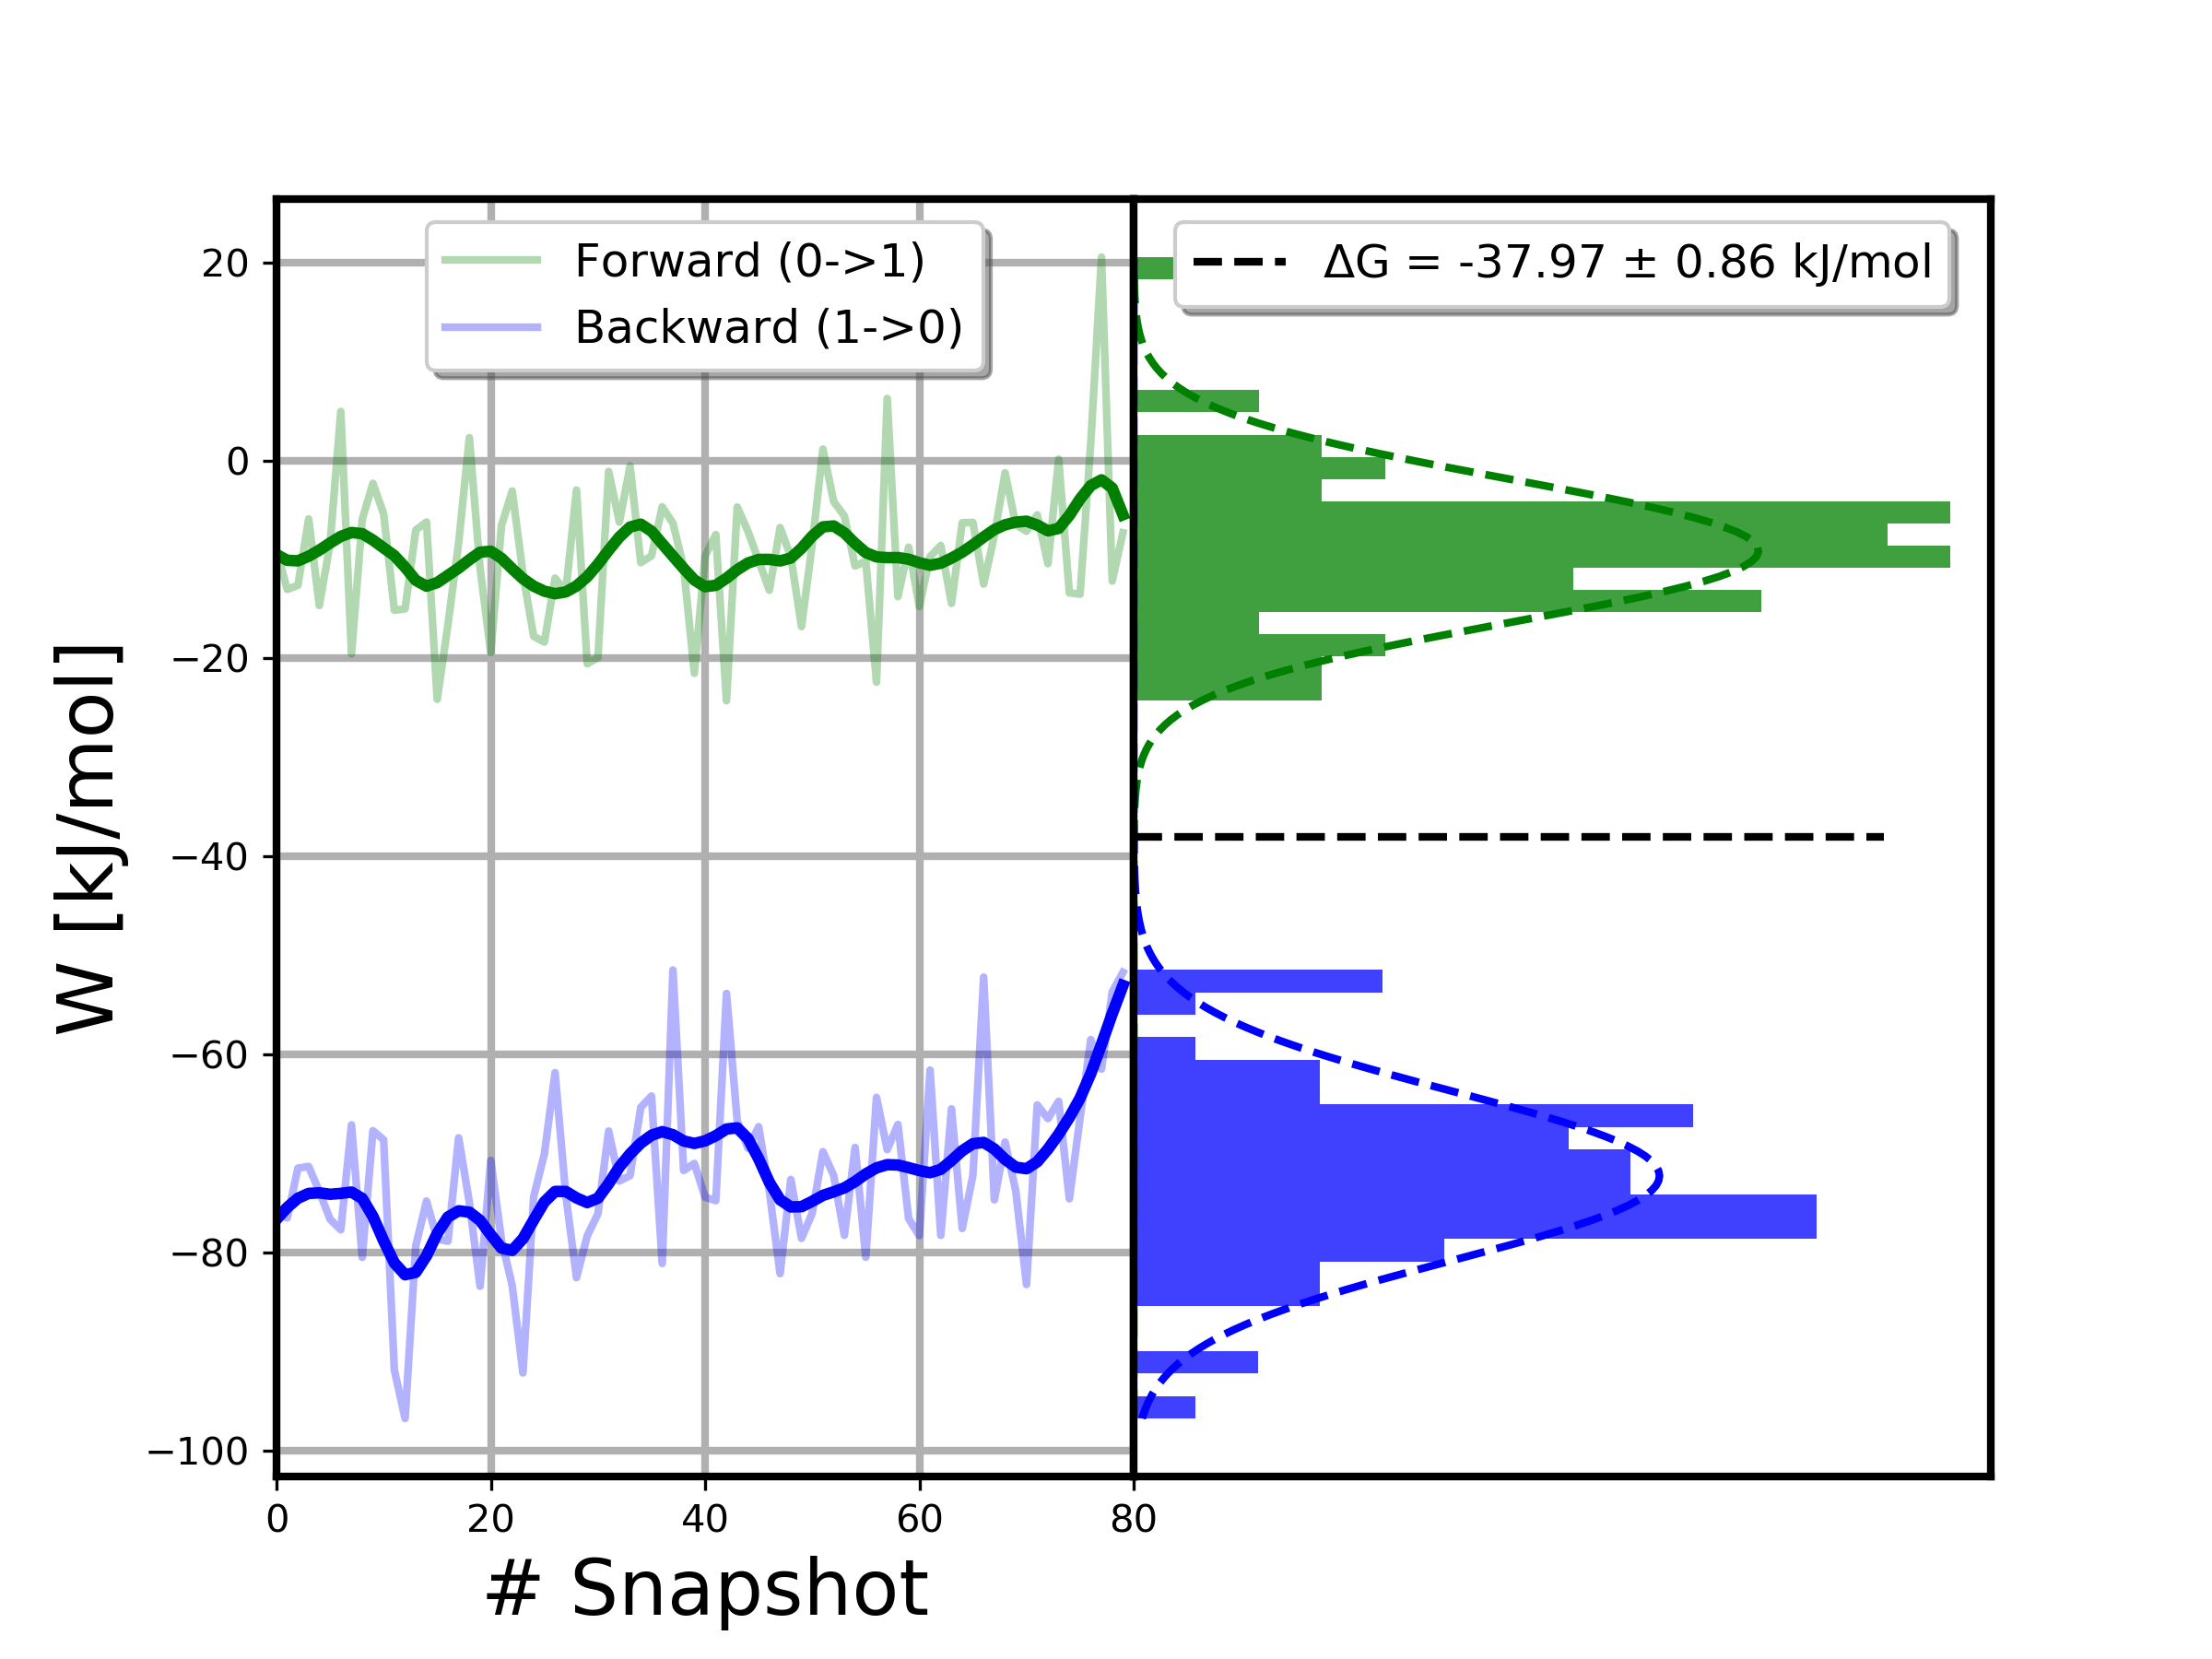 Forward (0->1)
Backward (1->0)
ΔG = -37.97 ± 0.86 kJ/mol
W [kJ/mol]
20
0
−20
−40
−60
−80
−100
0
20
40
60
80
# Snapshot